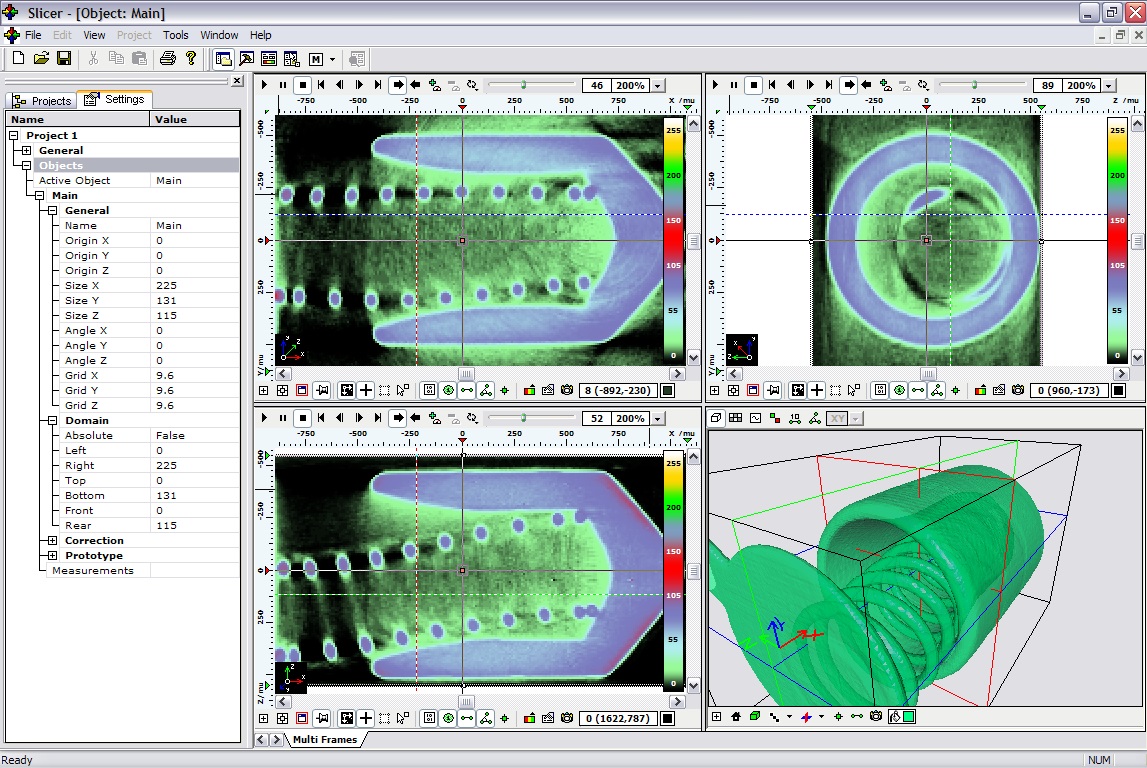 Slicer - [Object: Main]
File Edit View Project Tools Window Help
M
Projects Settings
Name Value
Project 1
General
Objects
Active Object Main
Main
General
Name Main
Origin X 0
Origin Y 0
Origin Z 0
Size X 225
Size Y 131
Size Z 115
Angle X 0
Angle Y 0
Angle Z 0
Grid X 9.6
Grid Y 9.6
Grid Z 9.6
Domain
Absolute False
Left 0
Right 225
Top 0
Bottom 131
Front 0
Rear 115
Correction
Prototype
Measurements
46 200%
-750 -500 -250 0 250 500 750 X /mu
-500
-250
0
250
Y/mu
255
200
150
105
55
0
8 (-892,-230)
89 200%
-750 -500 -250 0 250 500 750 Z /mu
-500
-250
0
250
Y/mu
255
200
150
105
55
0
0 (960,-173)
52 200%
-750 -500 -250 0 250 500 750 X /mu
-500
-250
0
250
Z/mu
255
200
150
105
55
0
0 (1622,787)
1D XY
Y
Z X
Multi Frames
Ready NUM